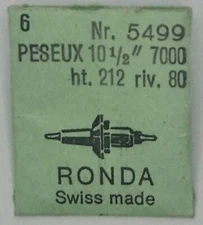 6
Nr. 5499
PESEUX 10 1/2" 7000
ht. 212 riv. 80
RONDA
Swiss made